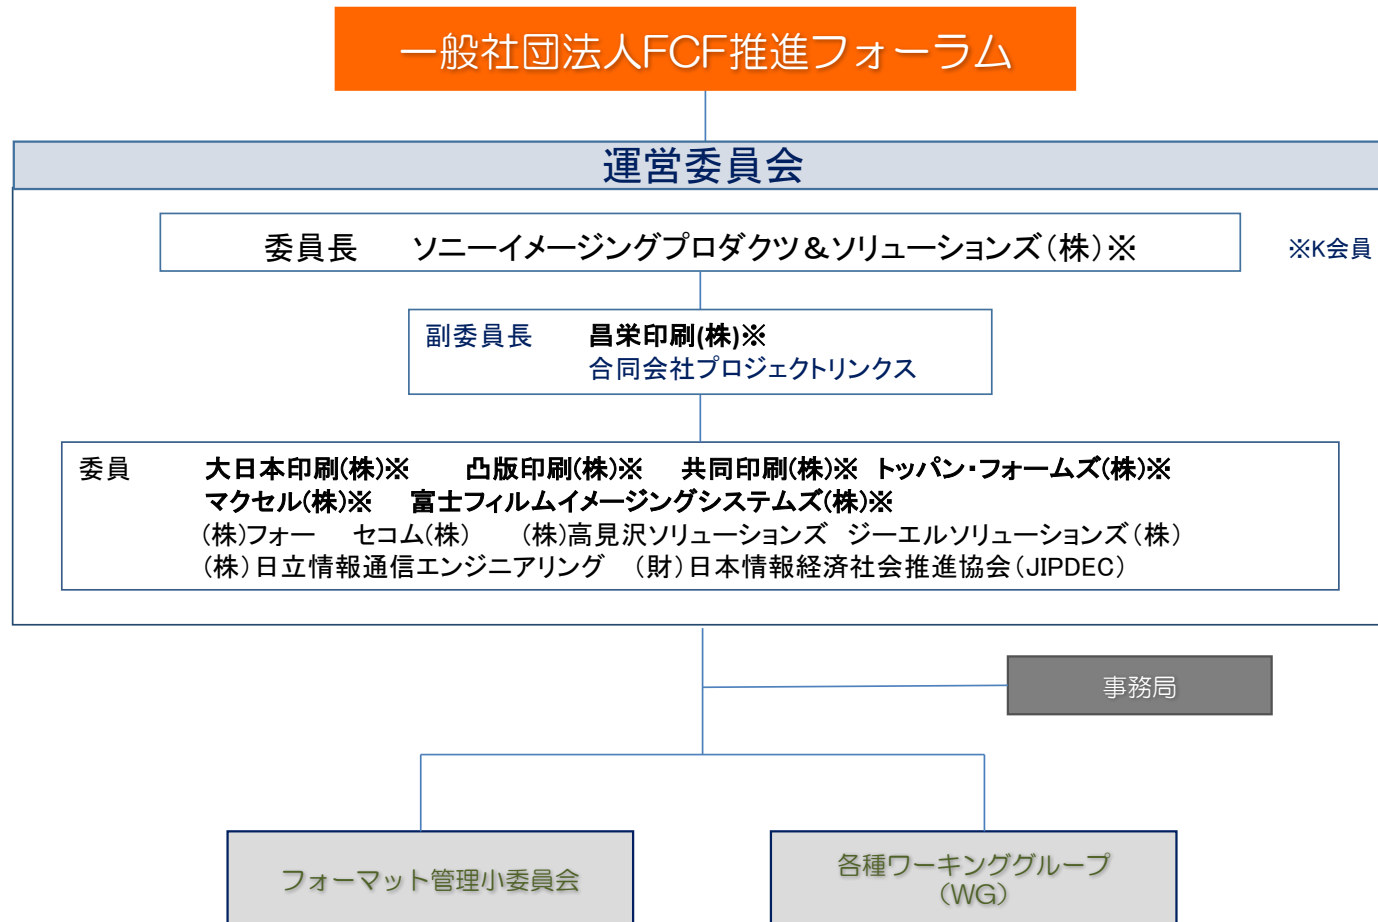 一般社団法人FCF推進フォーラム
運営委員会
委員長 ソニーイメージングプロダクツ＆ソリューションズ（株）※
※K会員
副委員長 昌栄印刷(株)※
合同会社プロジェクトリンクス
委員 大日本印刷(株)※ 凸版印刷(株)※ 共同印刷(株)※ トッパン・フォームズ(株)※
マクセル(株)※ 富士フィルムイメージングシステムズ(株)※
(株)フォー セコム(株) (株)高見沢ソリューションズ ジーエルソリューションズ（株）
（株）日立情報通信エンジニアリング （財）日本情報経済社会推進協会（JIPDEC）
事務局
フォーマット管理小委員会
各種ワーキンググループ
（WG）